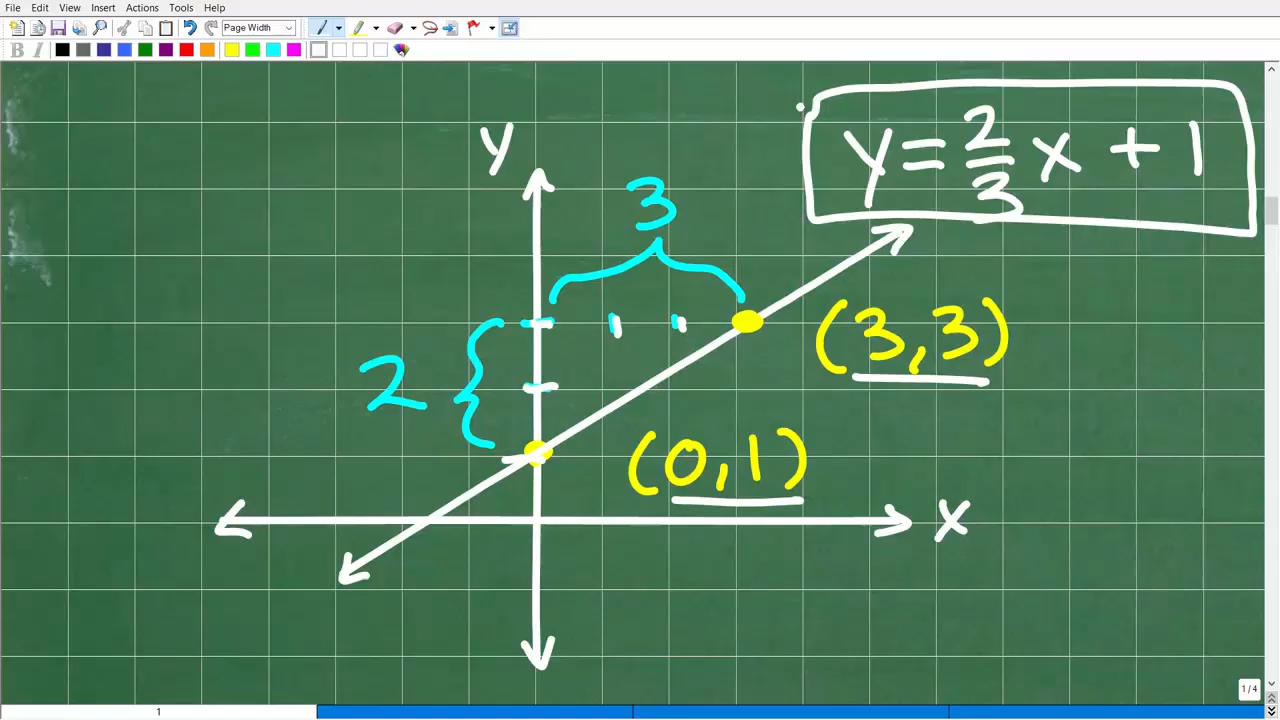 File Edit View Insert Actions Tools Help
Page Width
B I
y
y = 2/3 x + 1
3
2
(3,3)
(0,1)
x
1/4
1